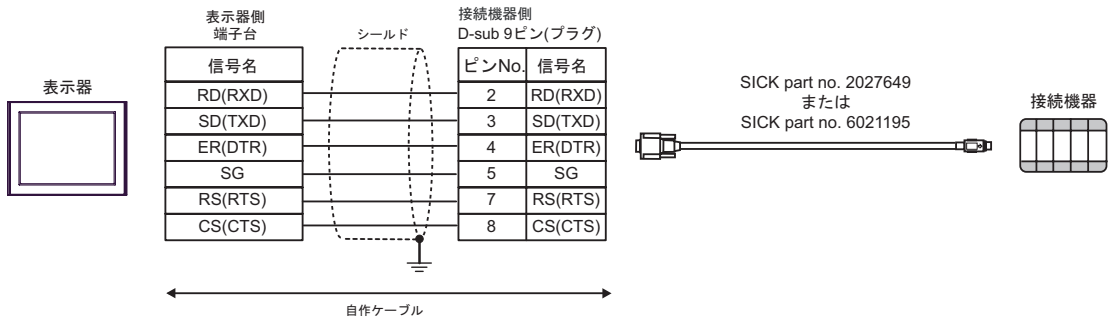 表示器
表示器側
端子台
シールド
接続機器側
D-sub 9ピン(プラグ)
信号名
ピンNo. 信号名
RD(RXD) 2 RD(RXD)
SD(TXD) 3 SD(TXD)
ER(DTR) 4 ER(DTR)
SG 5 SG
RS(RTS) 7 RS(RTS)
CS(CTS) 8 CS(CTS)
自作ケーブル
SICK part no. 2027649
または
SICK part no. 6021195
接続機器